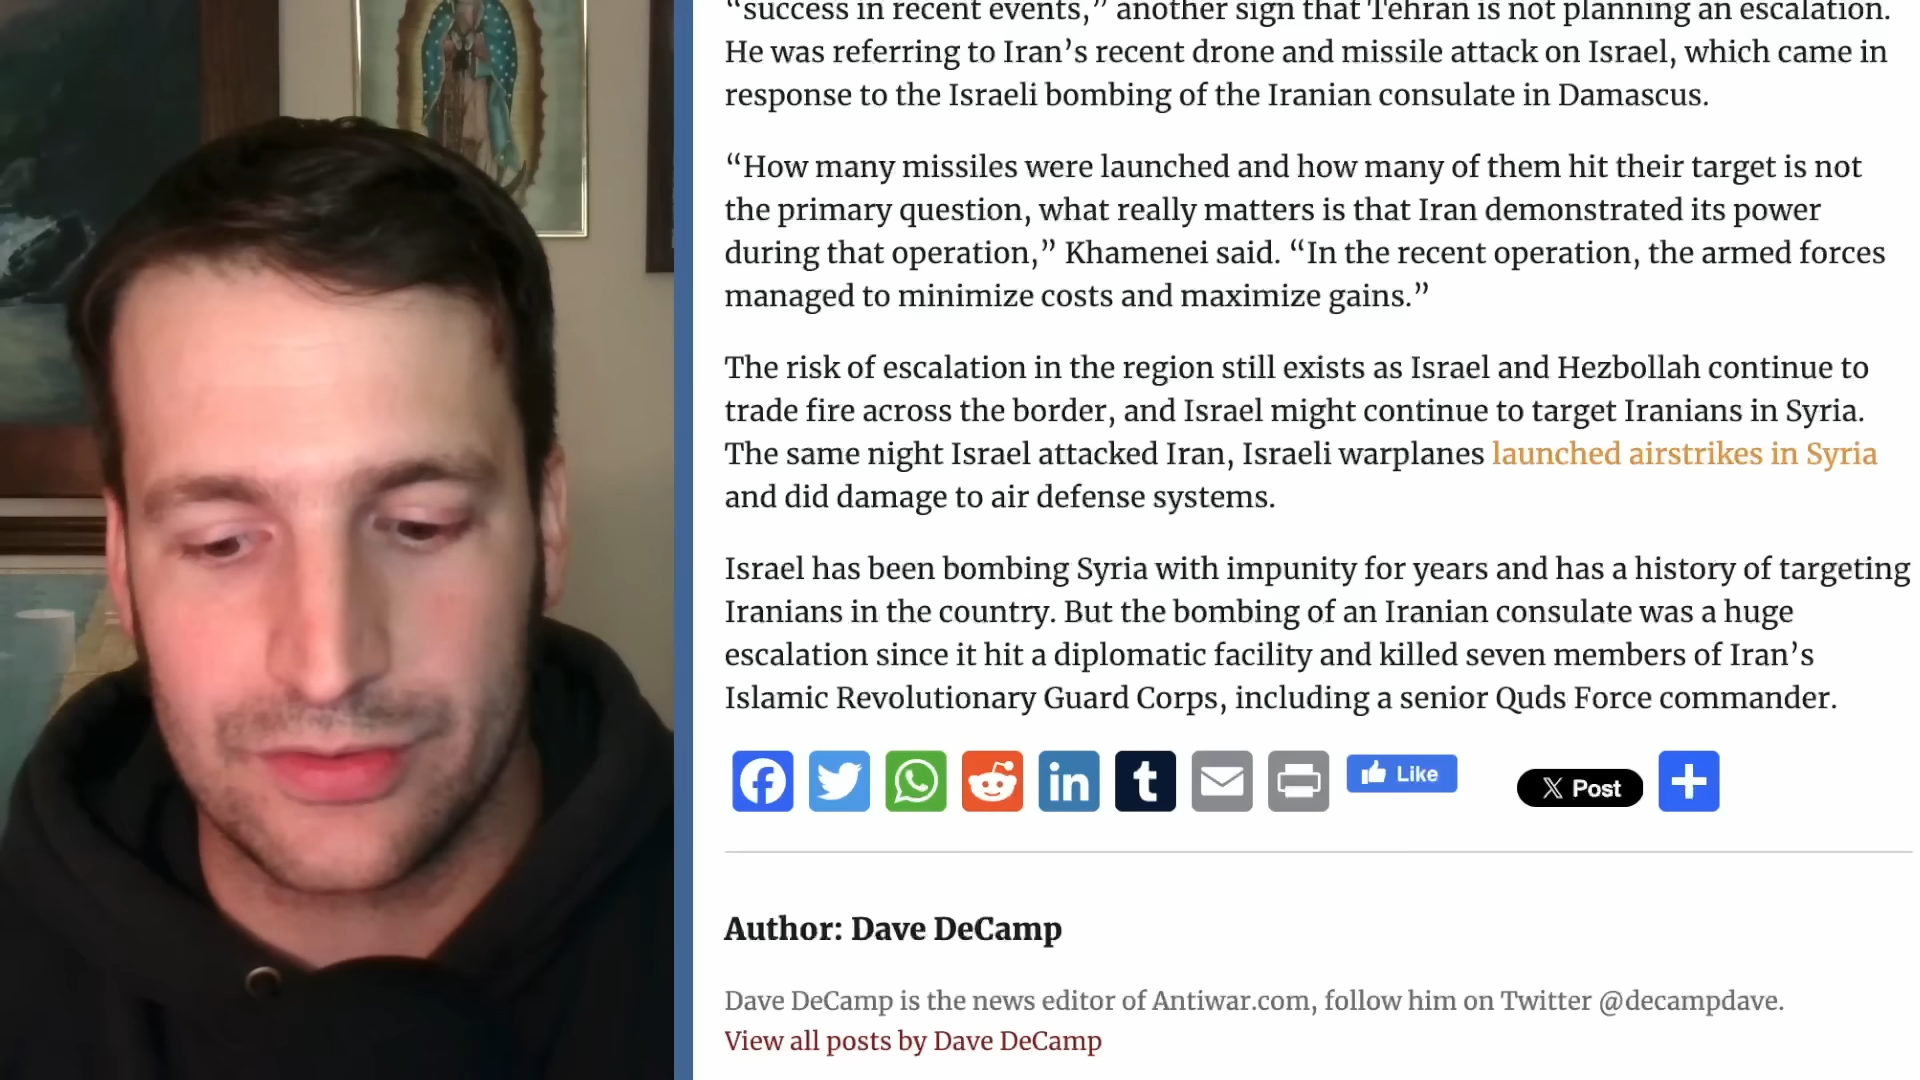 “success in recent events,” another sign that Tehran is not planning an escalation.
He was referring to Iran’s recent drone and missile attack on Israel, which came in
response to the Israeli bombing of the Iranian consulate in Damascus.
“How many missiles were launched and how many of them hit their target is not
the primary question, what really matters is that Iran demonstrated its power
during that operation,” Khamenei said. “In the recent operation, the armed forces
managed to minimize costs and maximize gains.”
The risk of escalation in the region still exists as Israel and Hezbollah continue to
trade fire across the border, and Israel might continue to target Iranians in Syria.
The same night Israel attacked Iran, Israeli warplanes launched airstrikes in Syria
and did damage to air defense systems.
Israel has been bombing Syria with impunity for years and has a history of targeting
Iranians in the country. But the bombing of an Iranian consulate was a huge
escalation since it hit a diplomatic facility and killed seven members of Iran’s
Islamic Revolutionary Guard Corps, including a senior Quds Force commander.
Like
X Post
Author: Dave DeCamp
Dave DeCamp is the news editor of Antiwar.com, follow him on Twitter @decampdave.
View all posts by Dave DeCamp